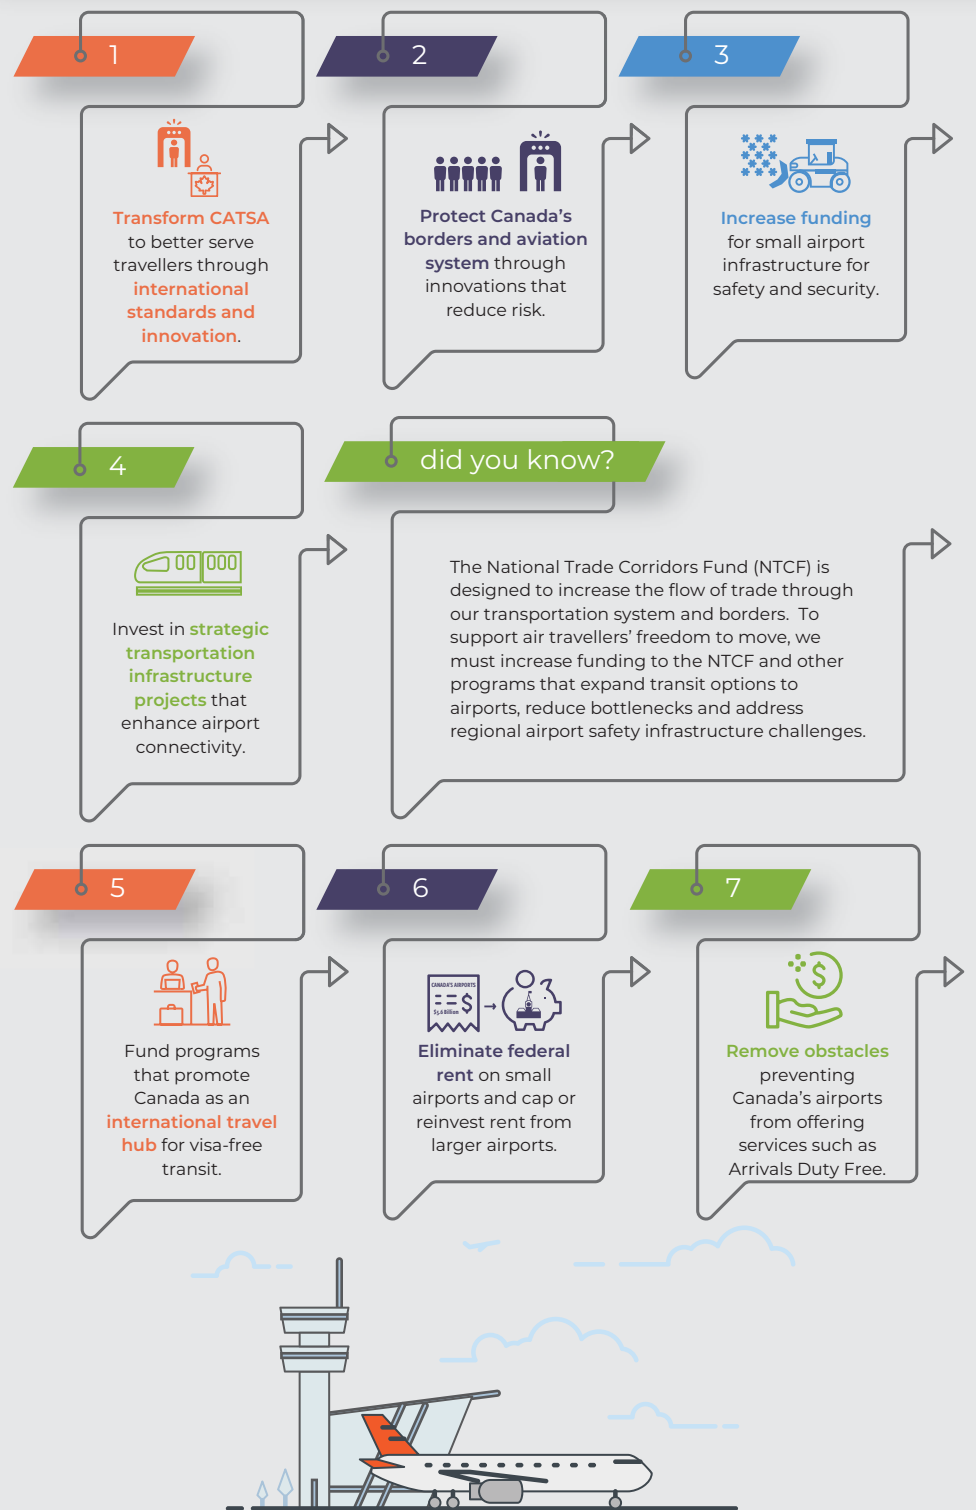 1
Transform CATSA
to better serve
travellers through
international
standards and
innovation.
2
Protect Canada's
borders and aviation
system through
innovations that
reduce risk.
3
Increase funding
for small airport
infrastructure for
safety and security.
4
Invest in strategic
transportation
infrastructure
projects that
enhance airport
connectivity.
did you know?
The National Trade Corridors Fund (NTCF) is
designed to increase the flow of trade through
our transportation system and borders. To
support air travellers' freedom to move, we
must increase funding to the NTCF and other
programs that expand transit options to
airports, reduce bottlenecks and address
regional airport safety infrastructure challenges.
5
Fund programs
that promote
Canada as an
international travel
hub for visa-free
transit.
6
CANADA'S AIRPORTS
$
$5.6 Billion
Eliminate federal
rent on small
airports and cap or
reinvest rent from
larger airports.
7
$
Remove obstacles
preventing
Canada's airports
from offering
services such as
Arrivals Duty Free.